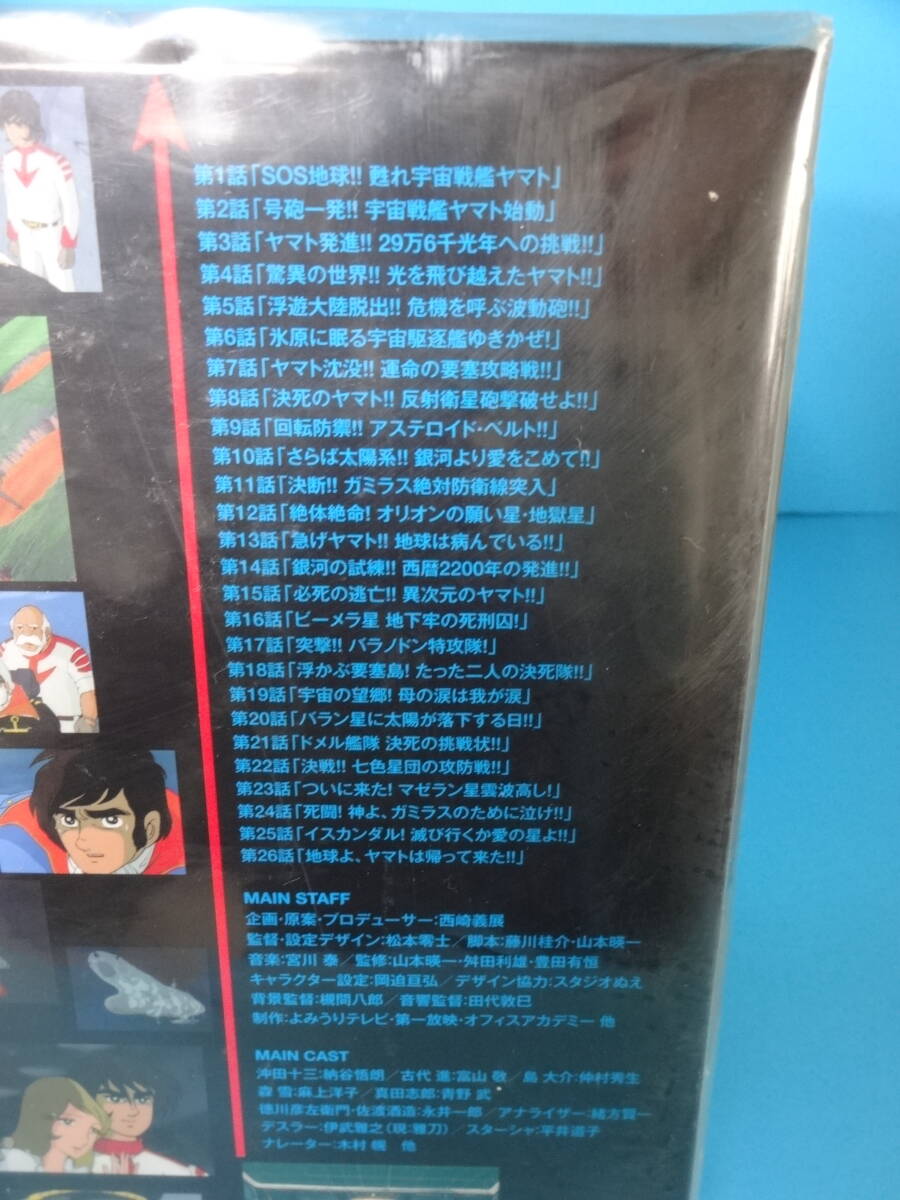 第1話「SOS地球!! 甦れ宇宙戦艦ヤマト」
第2話「号砲一発!! 宇宙戦艦ヤマト始動」
第3話「ヤマト発進!! 29万6千光年への挑戦!!」
第4話「驚異の世界!! 光を飛び越えたヤマト!!」
第5話「浮遊大陸脱出!! 危機を呼ぶ波動砲!!」
第6話「氷原に眠る宇宙駆逐艦ゆきかぜ!」
第7話「ヤマト沈没!! 運命の要塞攻略戦!!」
第8話「決死のヤマト!! 反射衛星砲撃破せよ!!」
第9話「回転防禦!! アステロイド・ベルト!!」
第10話「さらば太陽系!! 銀河より愛をこめて!!」
第11話「決断!! ガミラス絶対防衛線突入」
第12話「絶体絶命! オリオンの願い星・地獄星」
第13話「急げヤマト!! 地球は病んでいる!!」
第14話「銀河の試練!! 西暦2200年の発進!!」
第15話「必死の逃亡!! 異次元のヤマト!!」
第16話「ビーメラ星 地下牢の死刑囚!」
第17話「突撃!! バラノドン特攻隊!」
第18話「浮かぶ要塞島! たった二人の決死隊!!」
第19話「宇宙の望郷! 母の涙は我が涙」
第20話「バラン星に太陽が落下する日!!」
第21話「ドメル艦隊 決死の挑戦状!!」
第22話「決戦!! 七色星団の攻防戦!!」
第23話「ついに来た! マゼラン星雲波高し!」
第24話「死闘! 神よ、ガミラスのために泣け!!」
第25話「イスカンダル! 滅び行くか愛の星よ!!」
第26話「地球よ、ヤマトは帰って来た!!」
MAIN STAFF
企画・原案・プロデューサー:西崎義展
監督・設定デザイン:松本零士／脚本:藤川桂介・山本暎一
音楽:宮川 泰／監修:山本暎一・舛田利雄・豊田有恒
キャラクター設定:岡迫亘弘／デザイン協力:スタジオぬえ
背景監督:槻間八郎／音響監督:田代敦巳
制作:よみうりテレビ・第一放映・オフィスアカデミー 他
MAIN CAST
沖田十三:納谷悟朗／古代 進:富山 敬／島 大介:仲村秀生
森 雪:麻上洋子／真田志郎:青野 武
徳川彦左衛門・佐渡酒造:永井一郎／アナライザー:緒方賢一
デスラー:伊武雅之(現:雅刀)／スターシャ:平井道子
ナレーター:木村 幌 他